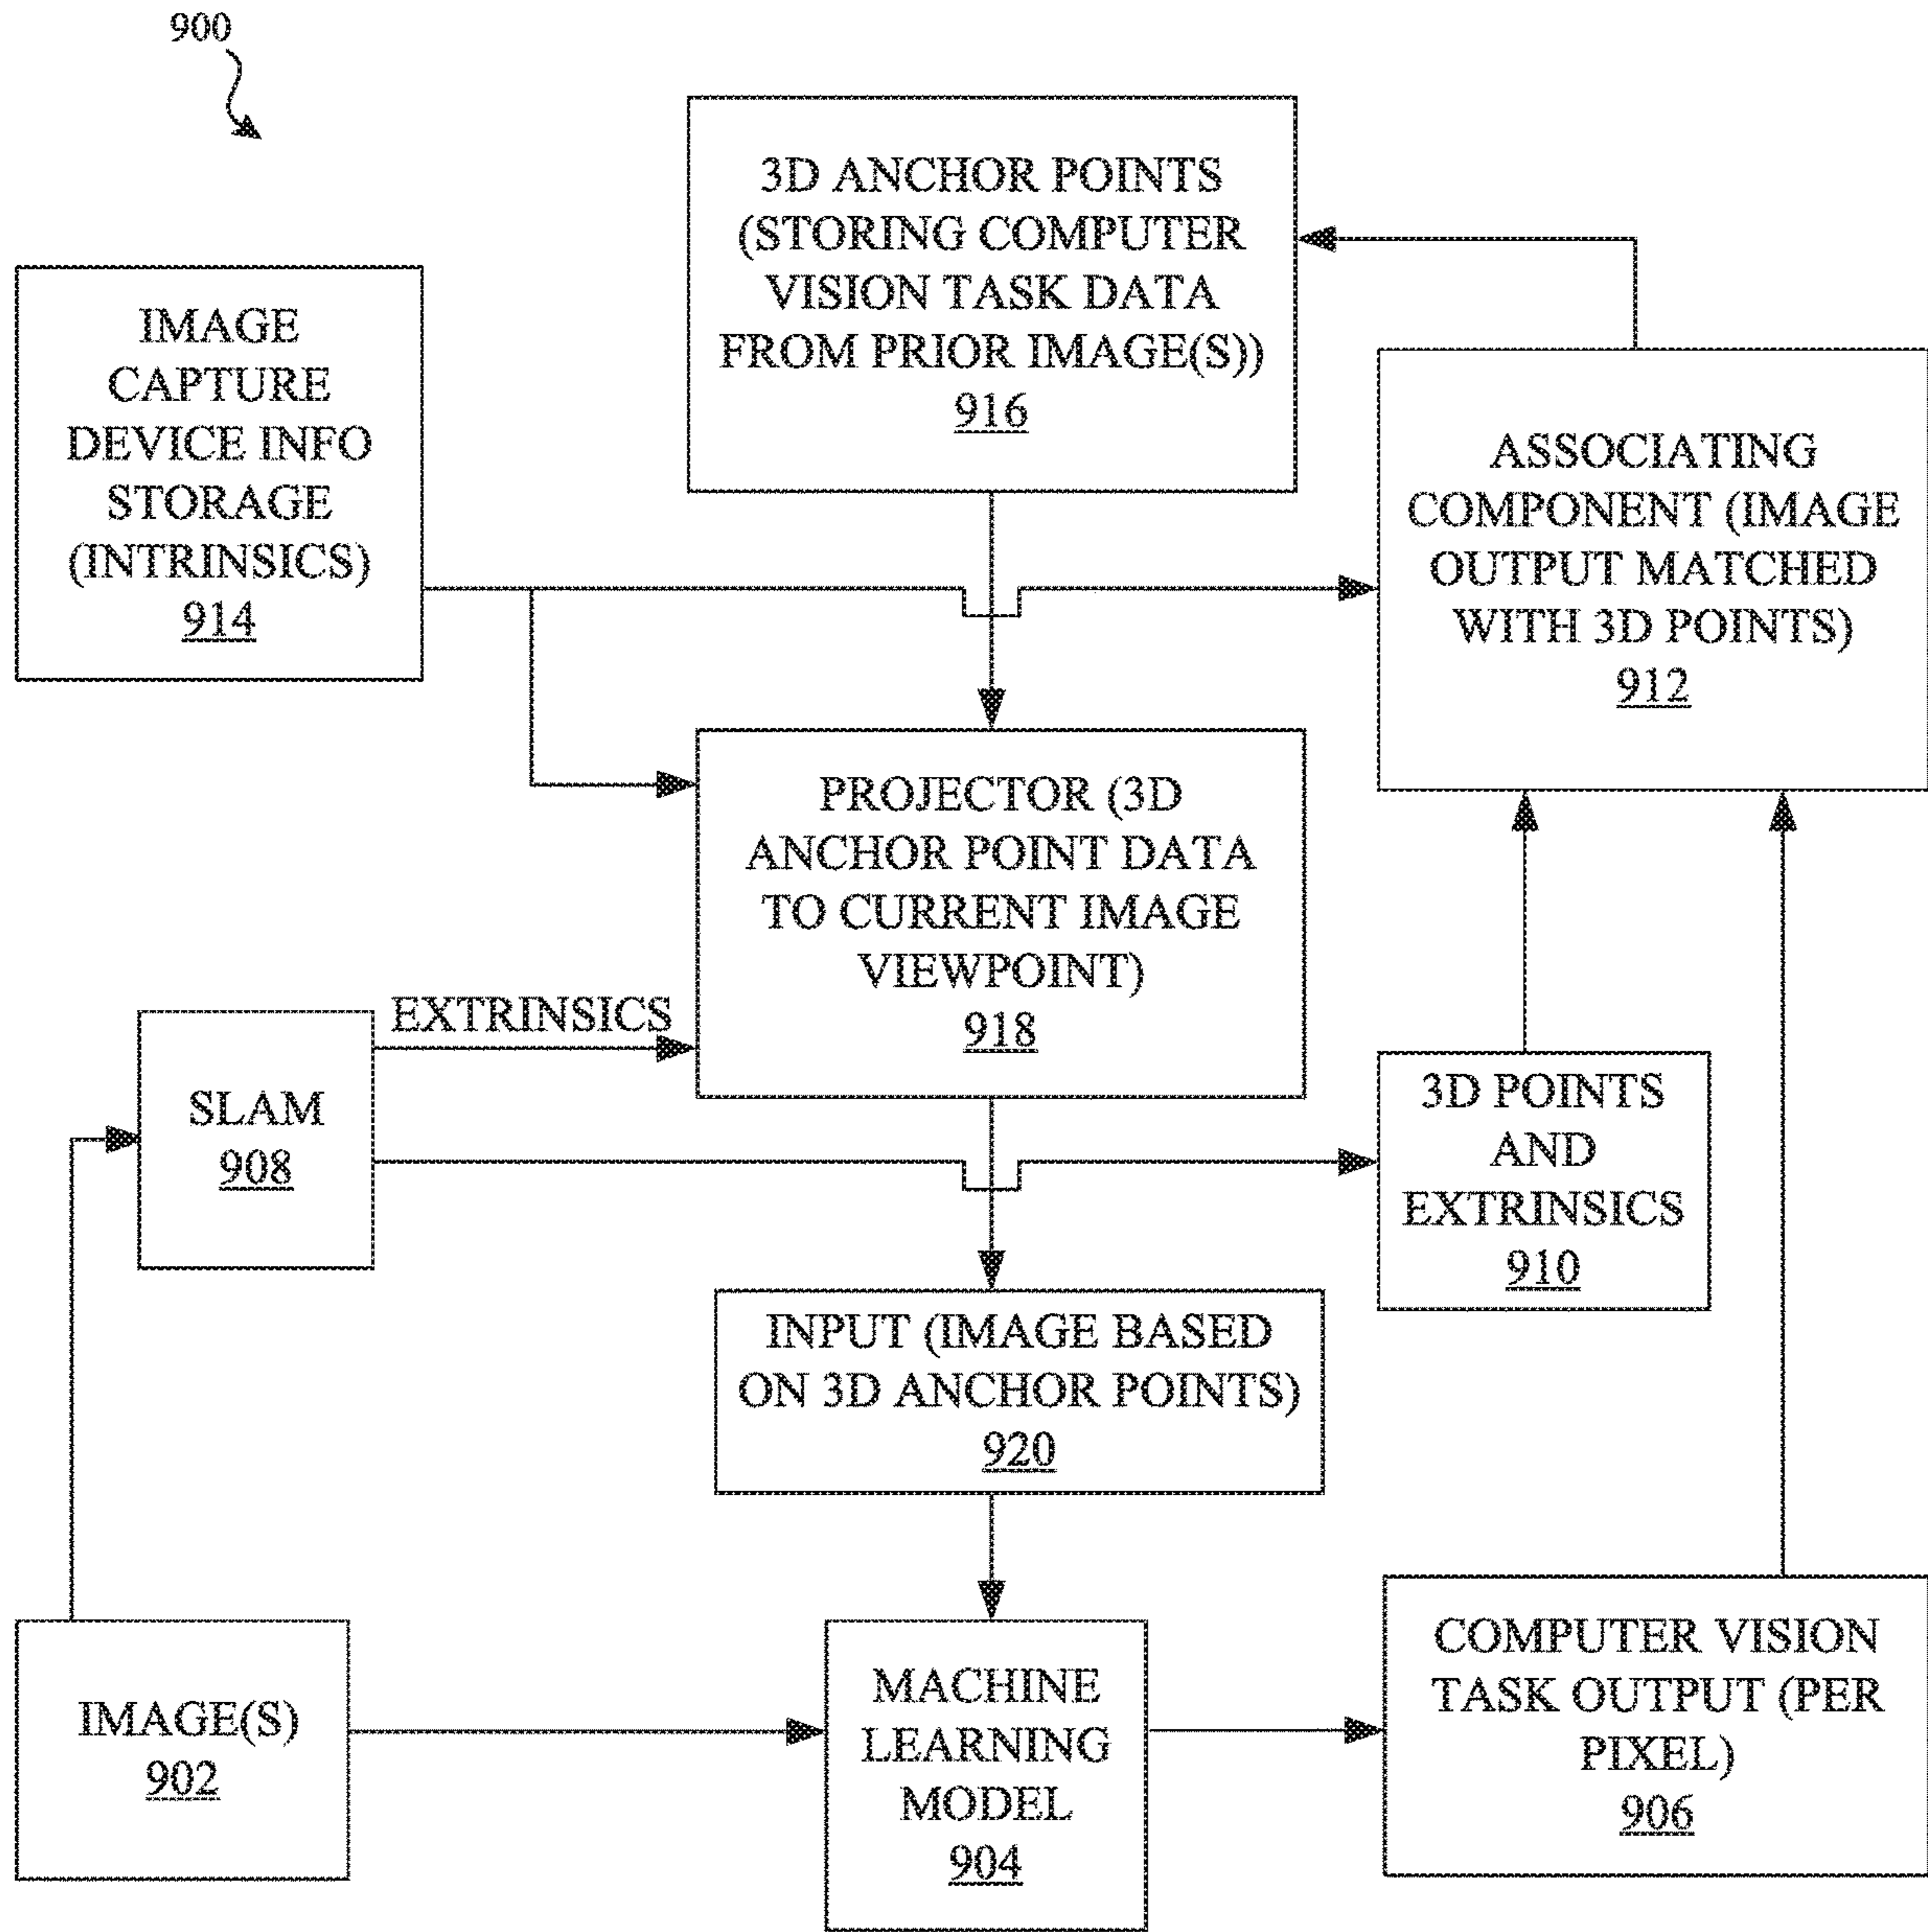 900
3D ANCHOR POINTS
(STORING COMPUTER
VISION TASK DATA
FROM PRIOR IMAGE(S))
916
IMAGE
CAPTURE
DEVICE INFO
STORAGE
(INTRINSICS)
914
ASSOCIATING
COMPONENT (IMAGE
OUTPUT MATCHED
WITH 3D POINTS)
912
PROJECTOR (3D
ANCHOR POINT DATA
TO CURRENT IMAGE
VIEWPOINT)
918
EXTRINSICS
SLAM
908
3D POINTS
AND
EXTRINSICS
910
INPUT (IMAGE BASED
ON 3D ANCHOR POINTS)
920
IMAGE(S)
902
MACHINE
LEARNING
MODEL
904
COMPUTER VISION
TASK OUTPUT (PER
PIXEL)
906